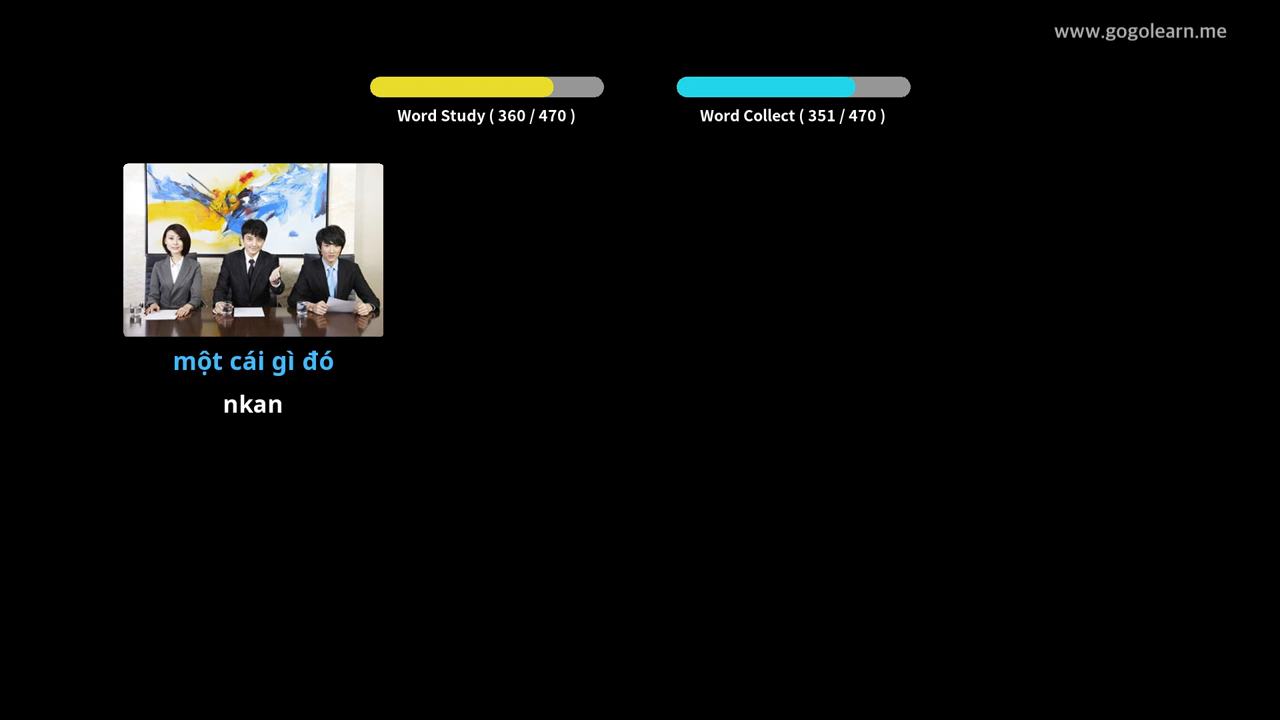 www.gogolearn.me
Word Study ( 360 / 470 )
Word Collect ( 351 / 470 )
một cái gì đó
nkan